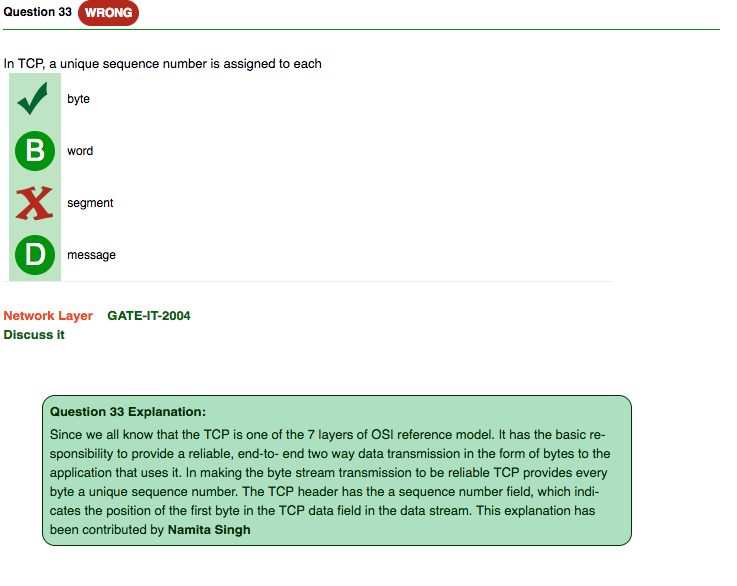 Question 33 WRONG
In TCP, a unique sequence number is assigned to each
byte
B word
X segment
D message
Network Layer GATE-IT-2004
Discuss it
Question 33 Explanation:
Since we all know that the TCP is one of the 7 layers of OSI reference model. It has the basic re-
sponsibility to provide a reliable, end-to- end two way data transmission in the form of bytes to the
application that uses it. In making the byte stream transmission to be reliable TCP provides every
byte a unique sequence number. The TCP header has the a sequence number field, which indi-
cates the position of the first byte in the TCP data field in the data stream. This explanation has
been contributed by Namita Singh